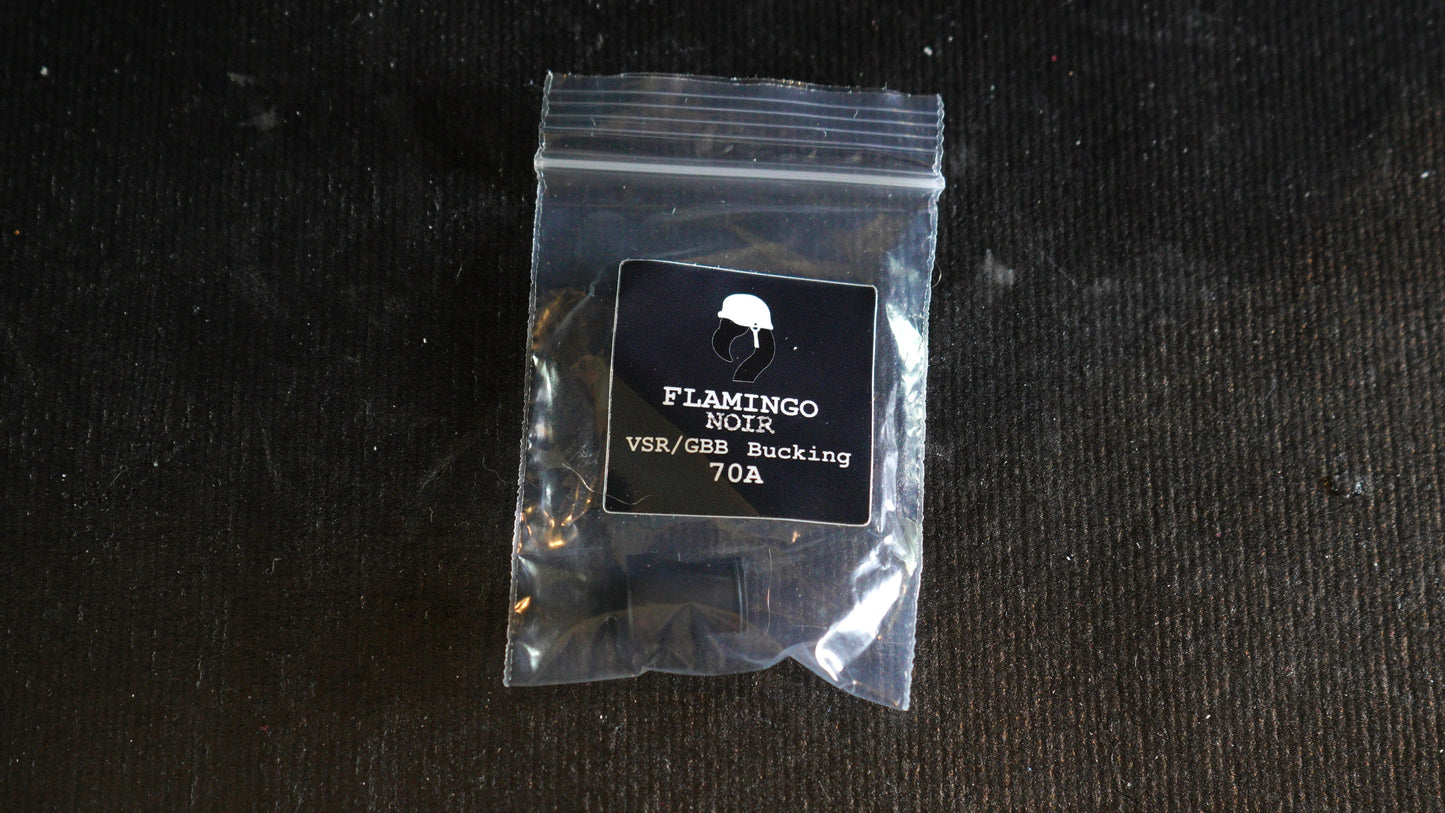 FLAMINGO
NOIR
VSR/GBB Bucking
70A